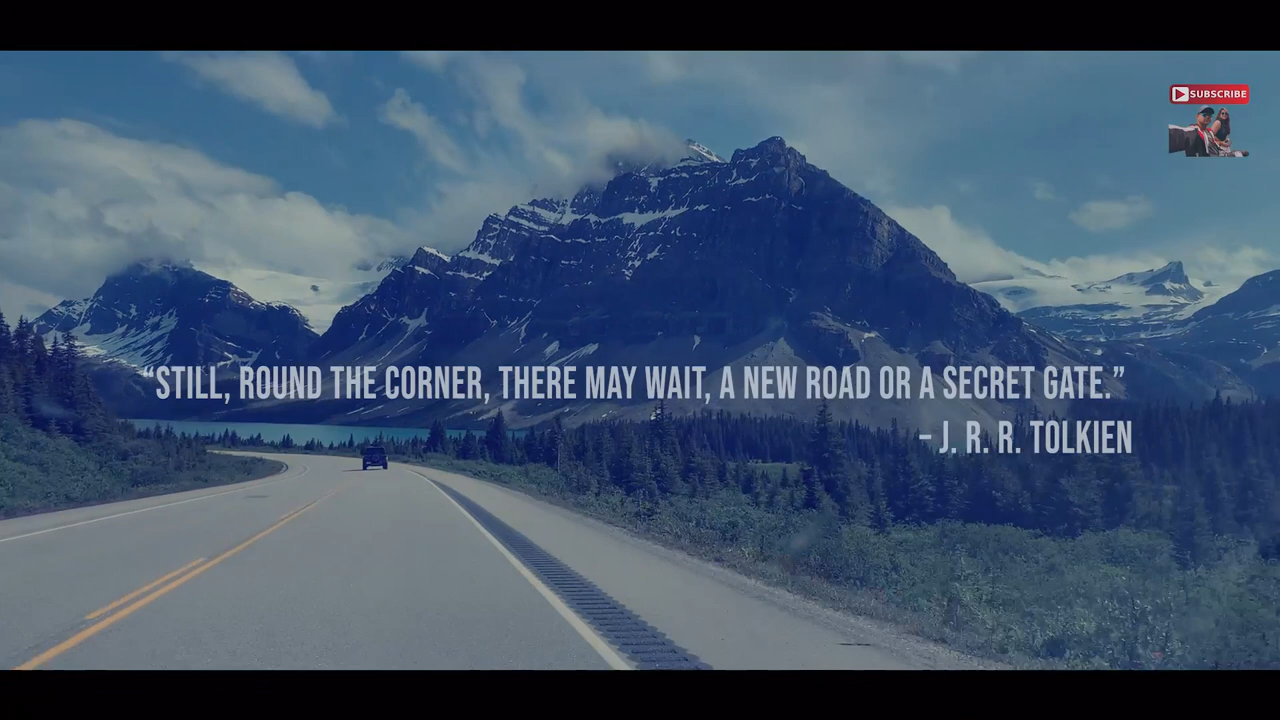 SUBSCRIBE
“STILL, ROUND THE CORNER, THERE MAY WAIT, A NEW ROAD OR A SECRET GATE.”
– J. R. R. TOLKIEN